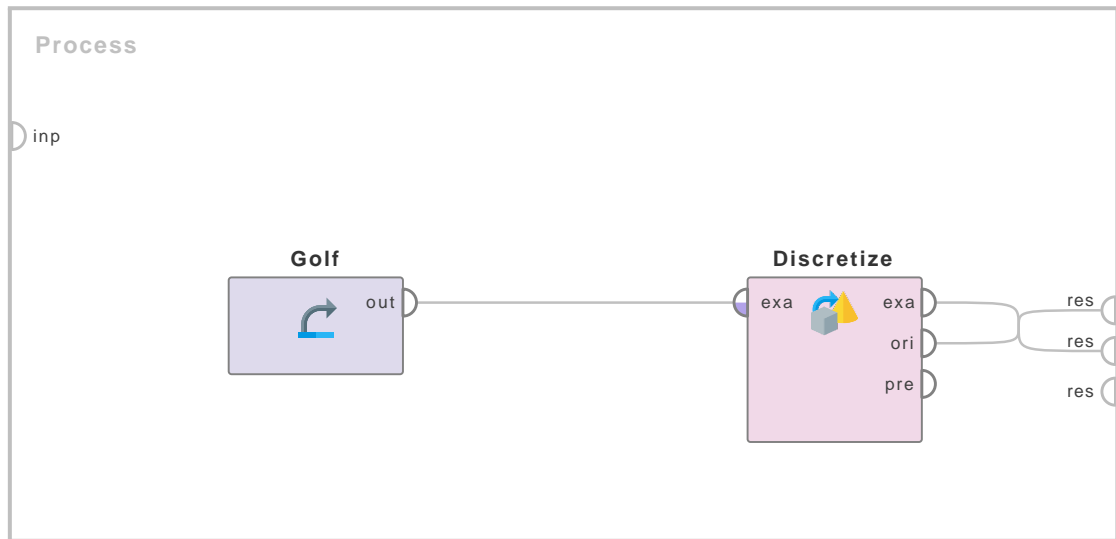 Process
inp
Golf
Discretize
out
exa
exa
res
ori
res
pre
res